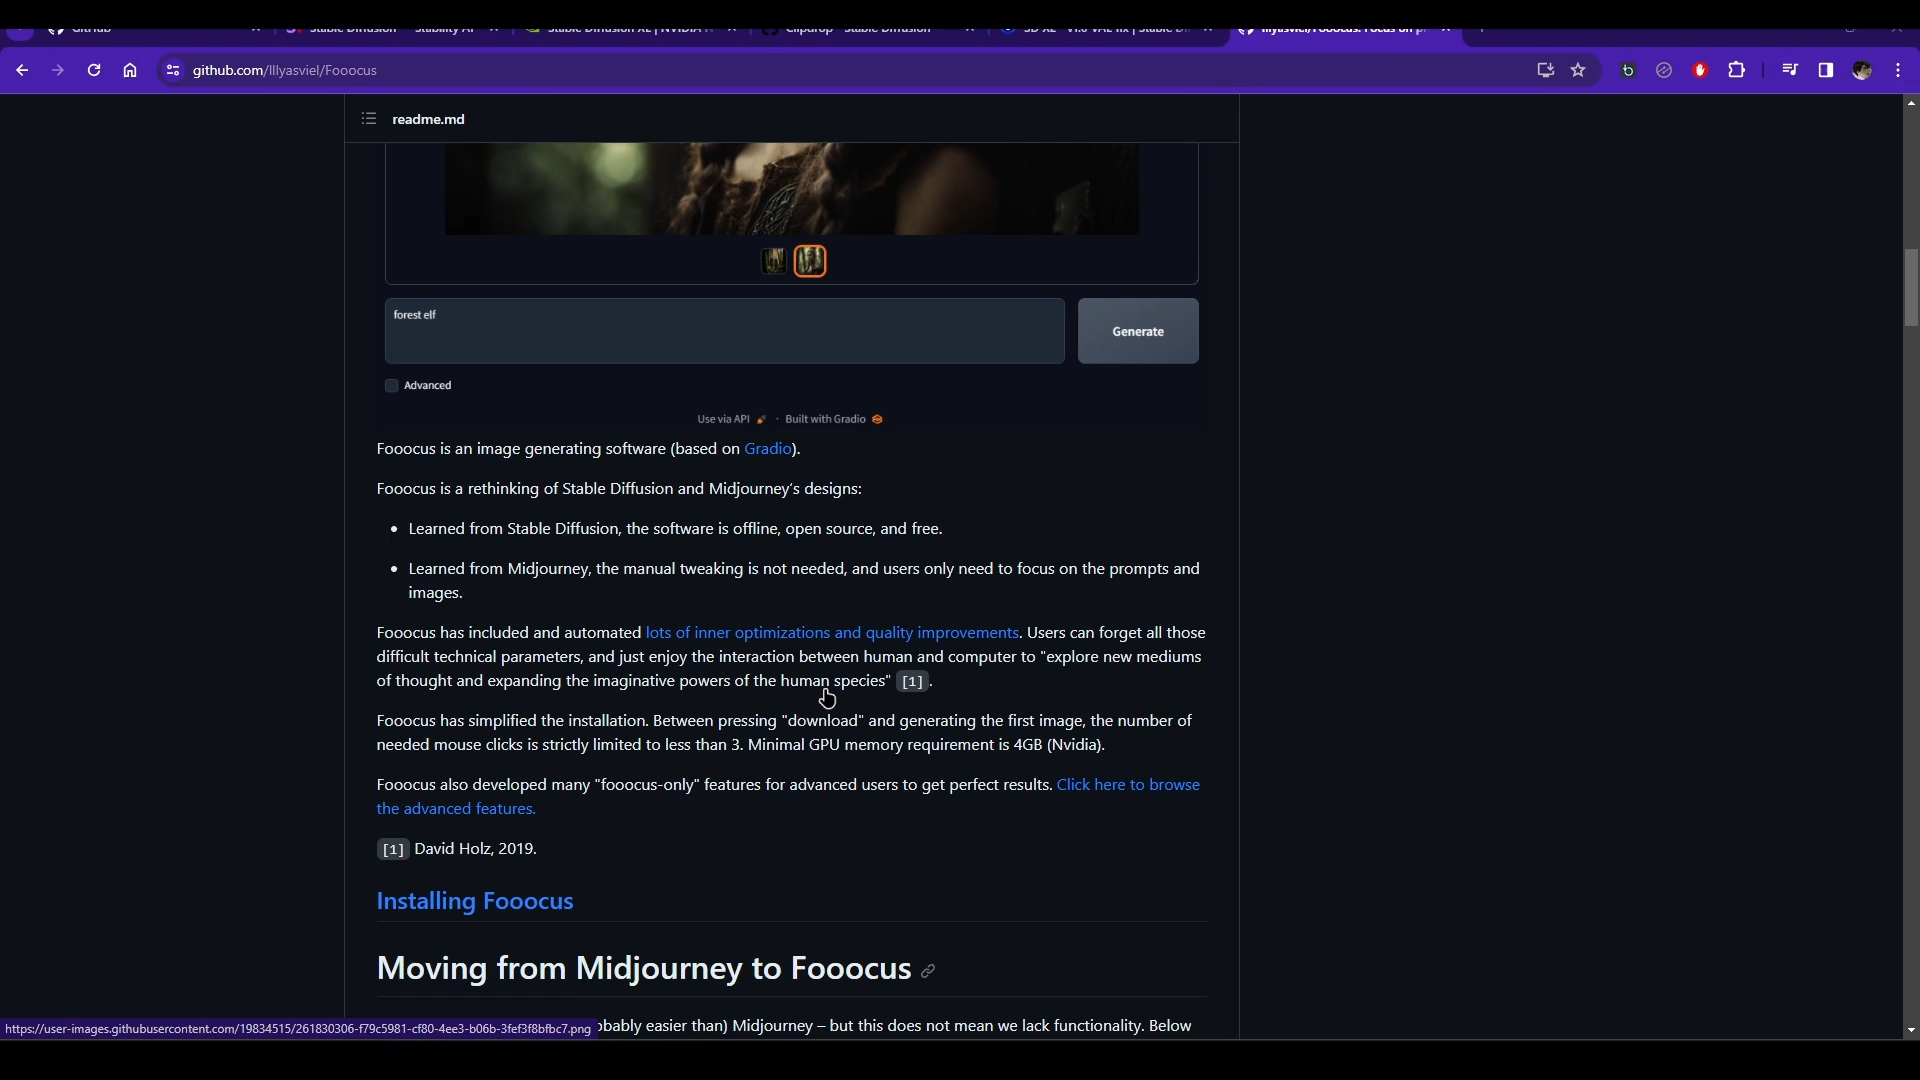 github.com/lllyasviel/Fooocus
readme.md
forest elf
Generate
Advanced
Use via API · Built with Gradio
Fooocus is an image generating software (based on Gradio).
Fooocus is a rethinking of Stable Diffusion and Midjourney's designs:
• Learned from Stable Diffusion, the software is offline, open source, and free.
• Learned from Midjourney, the manual tweaking is not needed, and users only need to focus on the prompts and
images.
Fooocus has included and automated lots of inner optimizations and quality improvements. Users can forget all those
difficult technical parameters, and just enjoy the interaction between human and computer to "explore new mediums
of thought and expanding the imaginative powers of the human species" [1].
Fooocus has simplified the installation. Between pressing "download" and generating the first image, the number of
needed mouse clicks is strictly limited to less than 3. Minimal GPU memory requirement is 4GB (Nvidia).
Fooocus also developed many "fooocus-only" features for advanced users to get perfect results. Click here to browse
the advanced features.
[1] David Holz, 2019.
Installing Fooocus
Moving from Midjourney to Fooocus
https://user-images.githubusercontent.com/19834515/261830306-f79c5981-cf80-4ee3-b06b-3fef3f8bfbc7.png
easier than) Midjourney – but this does not mean we lack functionality. Below